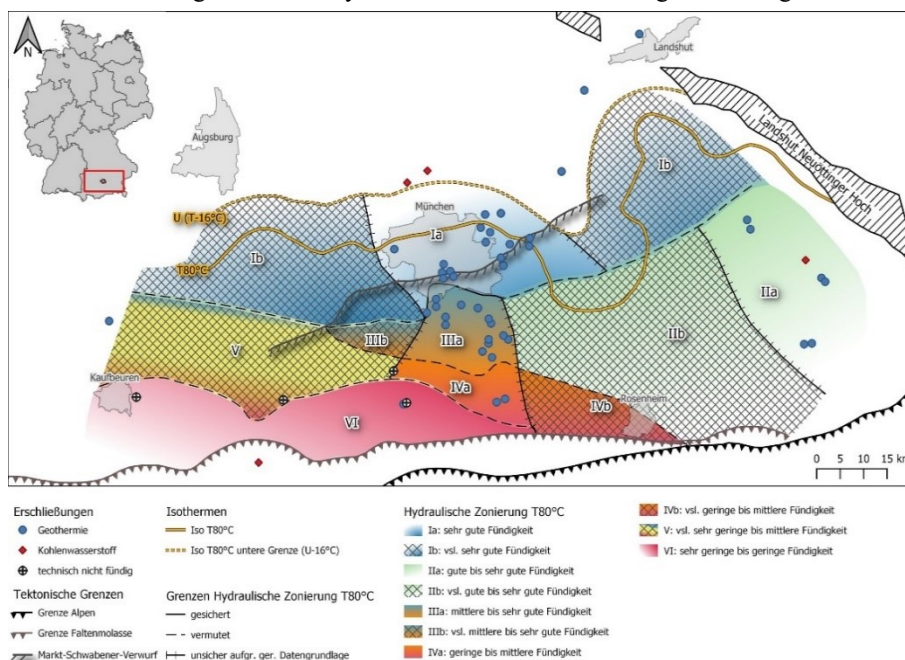 N
Landshut
Augsburg
Landshut Neuöttinger Hoch
Ib
München
U (T-16°C)
Ia
Ib
T80°C
IIa
IIb
IIIb
IIIa
V
Kaufbeuren
IVa
IVb
Rosenheim
VI
0 5 10 15 km
Erschließungen
Geothermie
Kohlenwasserstoff
technisch nicht fündig
Tektonische Grenzen
Grenze Alpen
Grenze Faltenmolasse
Markt-Schwabener-Verwurf
Isothermen
Iso T80°C
Iso T80°C untere Grenze (U-16°C)
Grenzen Hydraulische Zonierung T80°C
gesichert
vermutet
unsicher aufgr. ger. Datengrundlage
Hydraulische Zonierung T80°C
Ia: sehr gute Fündigkeit
Ib: vsl. sehr gute Fündigkeit
IIa: gute bis sehr gute Fündigkeit
IIb: vsl. gute bis sehr gute Fündigkeit
IIIa: mittlere bis sehr gute Fündigkeit
IIIb: vsl. mittlere bis sehr gute Fündigkeit
IVa: geringe bis mittlere Fündigkeit
IVb: vsl. geringe bis mittlere Fündigkeit
V: vsl. sehr geringe bis mittlere Fündigkeit
VI: sehr geringe bis geringe Fündigkeit